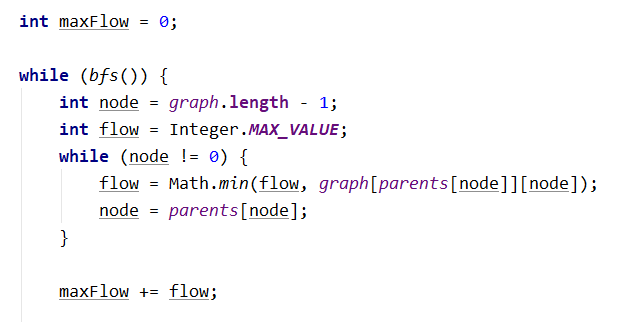 int maxFlow = 0;
while (bfs()) {
int node = graph.length - 1;
int flow = Integer.MAX_VALUE;
while (node != 0) {
flow = Math.min(flow, graph[parents[node]][node]);
node = parents[node];
}
maxFlow += flow;